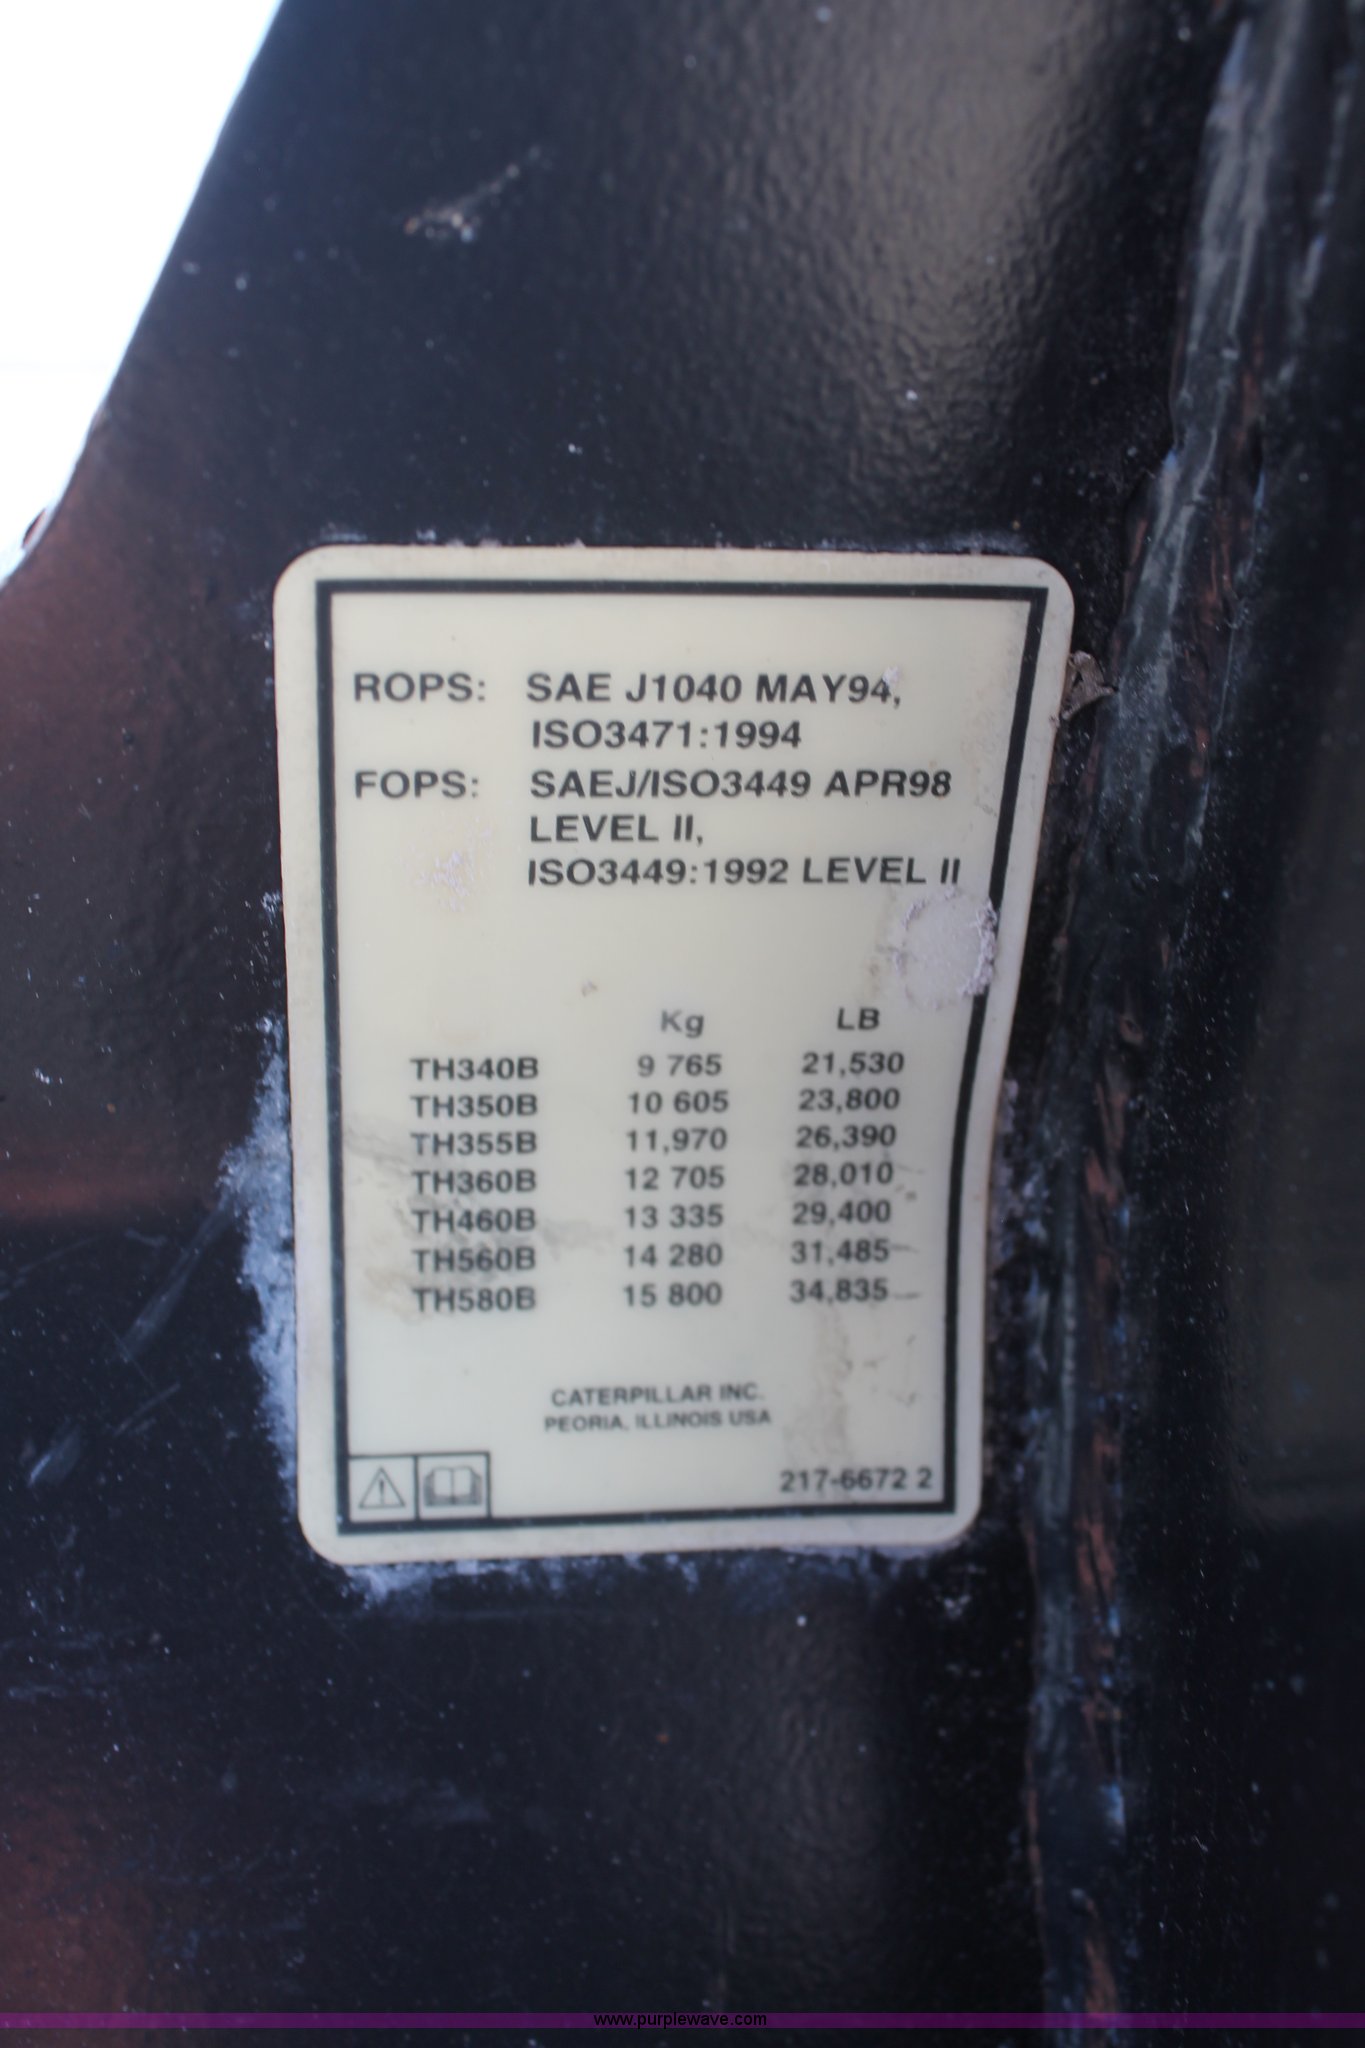 ROPS: SAE J1040 MAY94,
ISO3471:1994
FOPS: SAEJ/ISO3449 APR98
LEVEL II,
ISO3449:1992 LEVEL II
Kg LB
TH340B 9 765 21,530
TH350B 10 605 23,800
TH355B 11,970 26,390
TH360B 12 705 28,010
TH460B 13 335 29,400
TH560B 14 280 31,485
TH580B 15 800 34,835
CATERPILLAR INC.
PEORIA, ILLINOIS USA
217-6672 2
www.purplewave.com